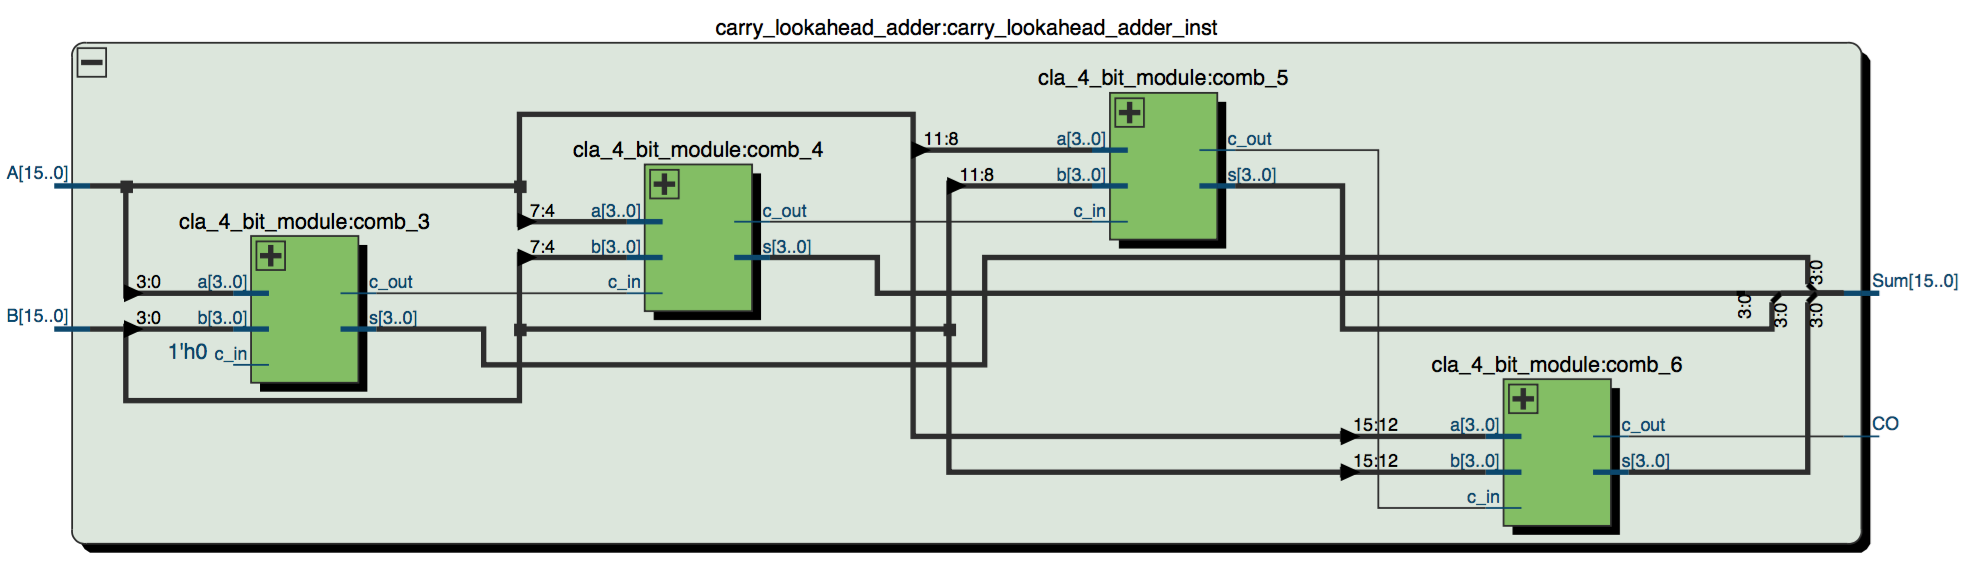 carry_lookahead_adder:carry_lookahead_adder_inst
cla_4_bit_module:comb_5
11:8 a[3..0] c_out
cla_4_bit_module:comb_4
A[15..0]
11:8 b[3..0] s[3..0]
7:4 a[3..0] c_out
c_in
cla_4_bit_module:comb_3
7:4 b[3..0] s[3..0]
3:0 a[3..0] c_out
c_in
3:0
Sum[15..0]
B[15..0]
3:0 b[3..0] s[3..0]
3:0
3:0
3:0
1'h0 c_in
cla_4_bit_module:comb_6
15:12 a[3..0] c_out
CO
15:12 b[3..0] s[3..0]
c_in